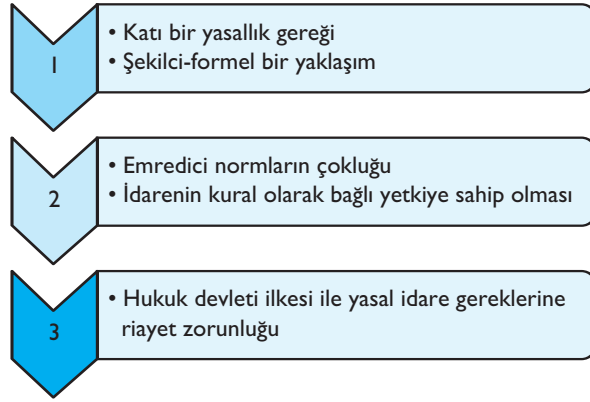 1
• Katı bir yasallık gereği
• Şekilci-formel bir yaklaşım
2
• Emredici normların çokluğu
• İdarenin kural olarak bağlı yetkiye sahip olması
3
• Hukuk devleti ilkesi ile yasal idare gereklerine
riayet zorunluğu